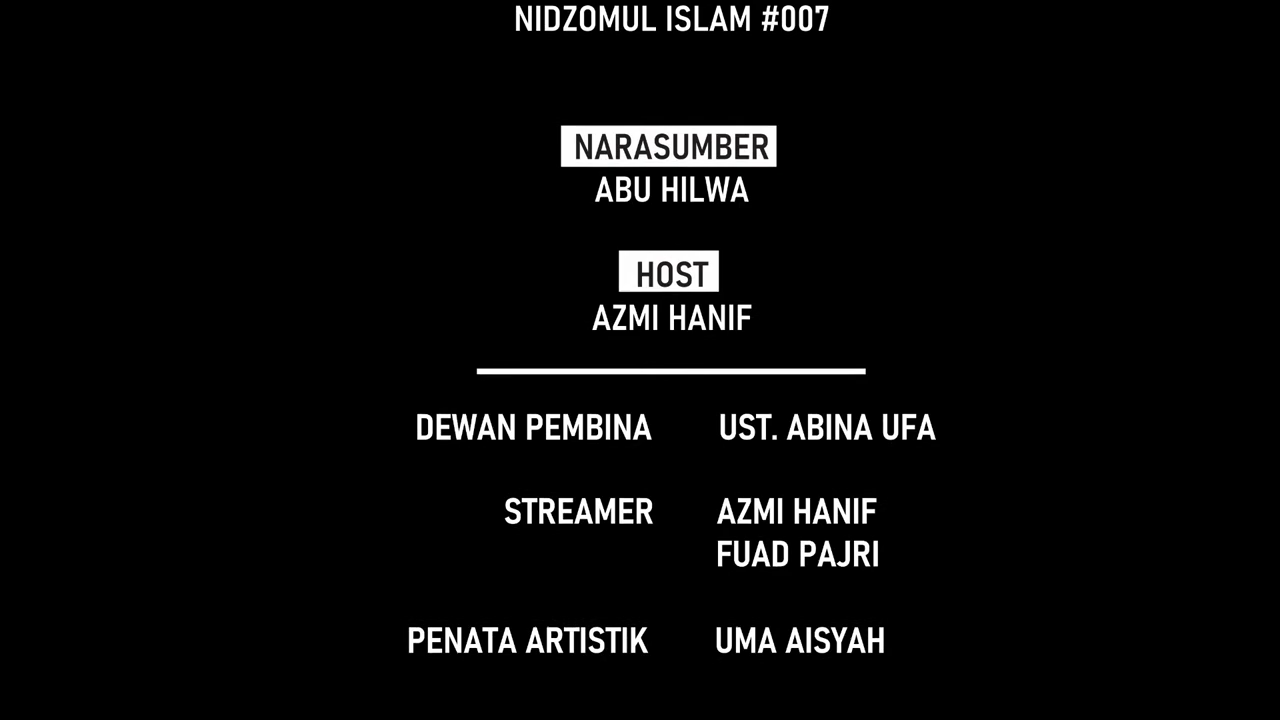 NIDZOMUL ISLAM #007
NARASUMBER
ABU HILWA
HOST
AZMI HANIF
DEWAN PEMBINA UST. ABINA UFA
STREAMER AZMI HANIF
FUAD PAJRI
PENATA ARTISTIK UMA AISYAH